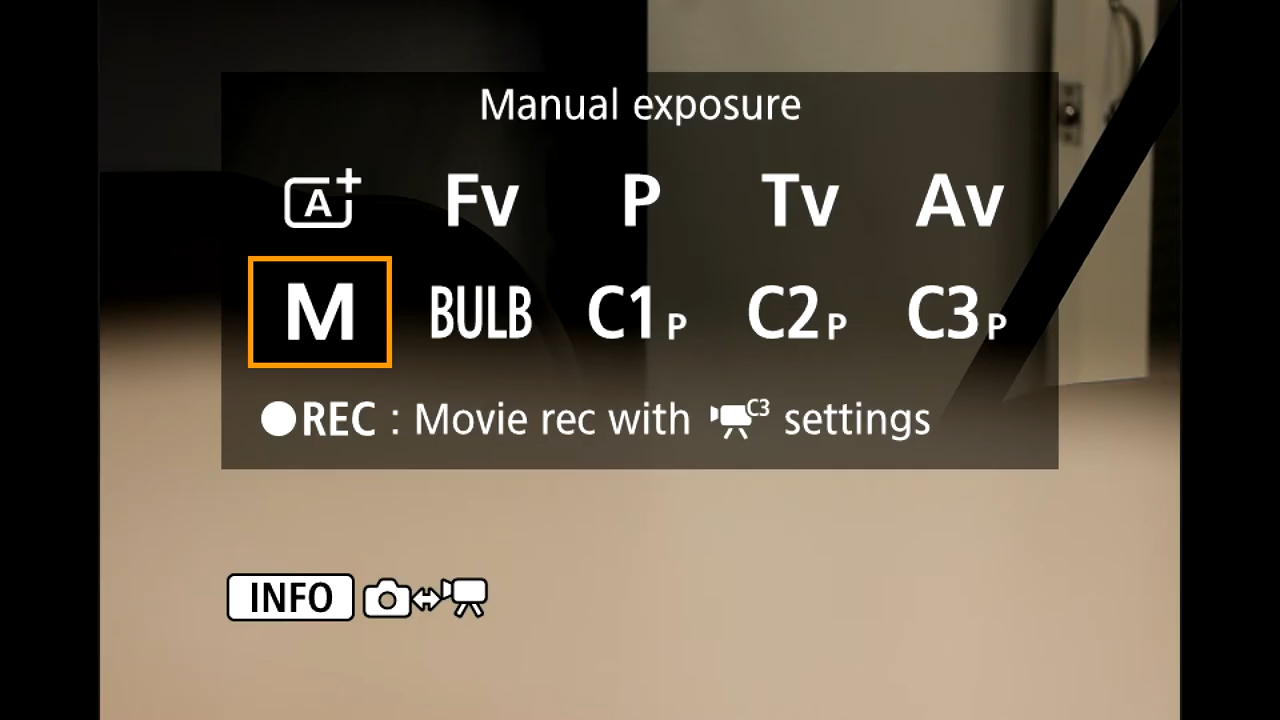 Manual exposure
A+ Fv P Tv Av
M BULB C1P C2P C3P
REC : Movie rec with C3 settings
INFO